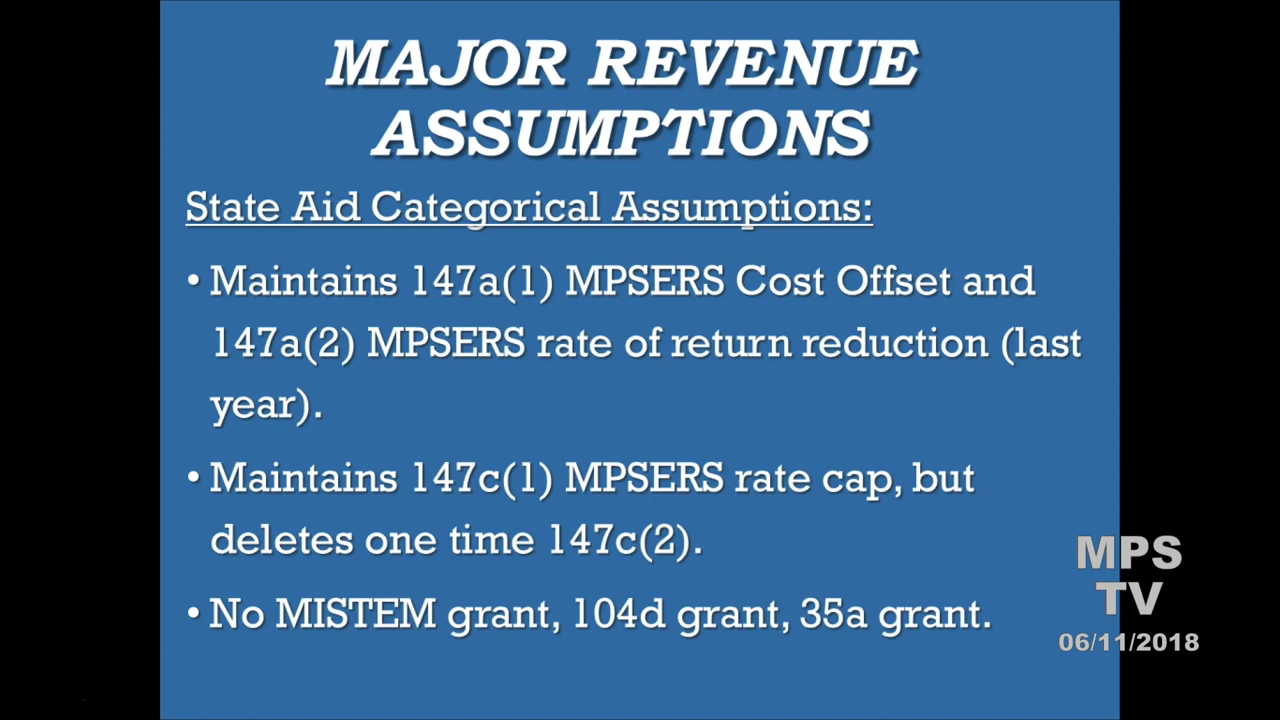 MAJOR REVENUE
ASSUMPTIONS
State Aid Categorical Assumptions:
• Maintains 147a(1) MPSERS Cost Offset and
147a(2) MPSERS rate of return reduction (last
year).
• Maintains 147c(1) MPSERS rate cap, but
deletes one time 147c(2).
• No MISTEM grant, 104d grant, 35a grant.
MPS
TV
06/11/2018